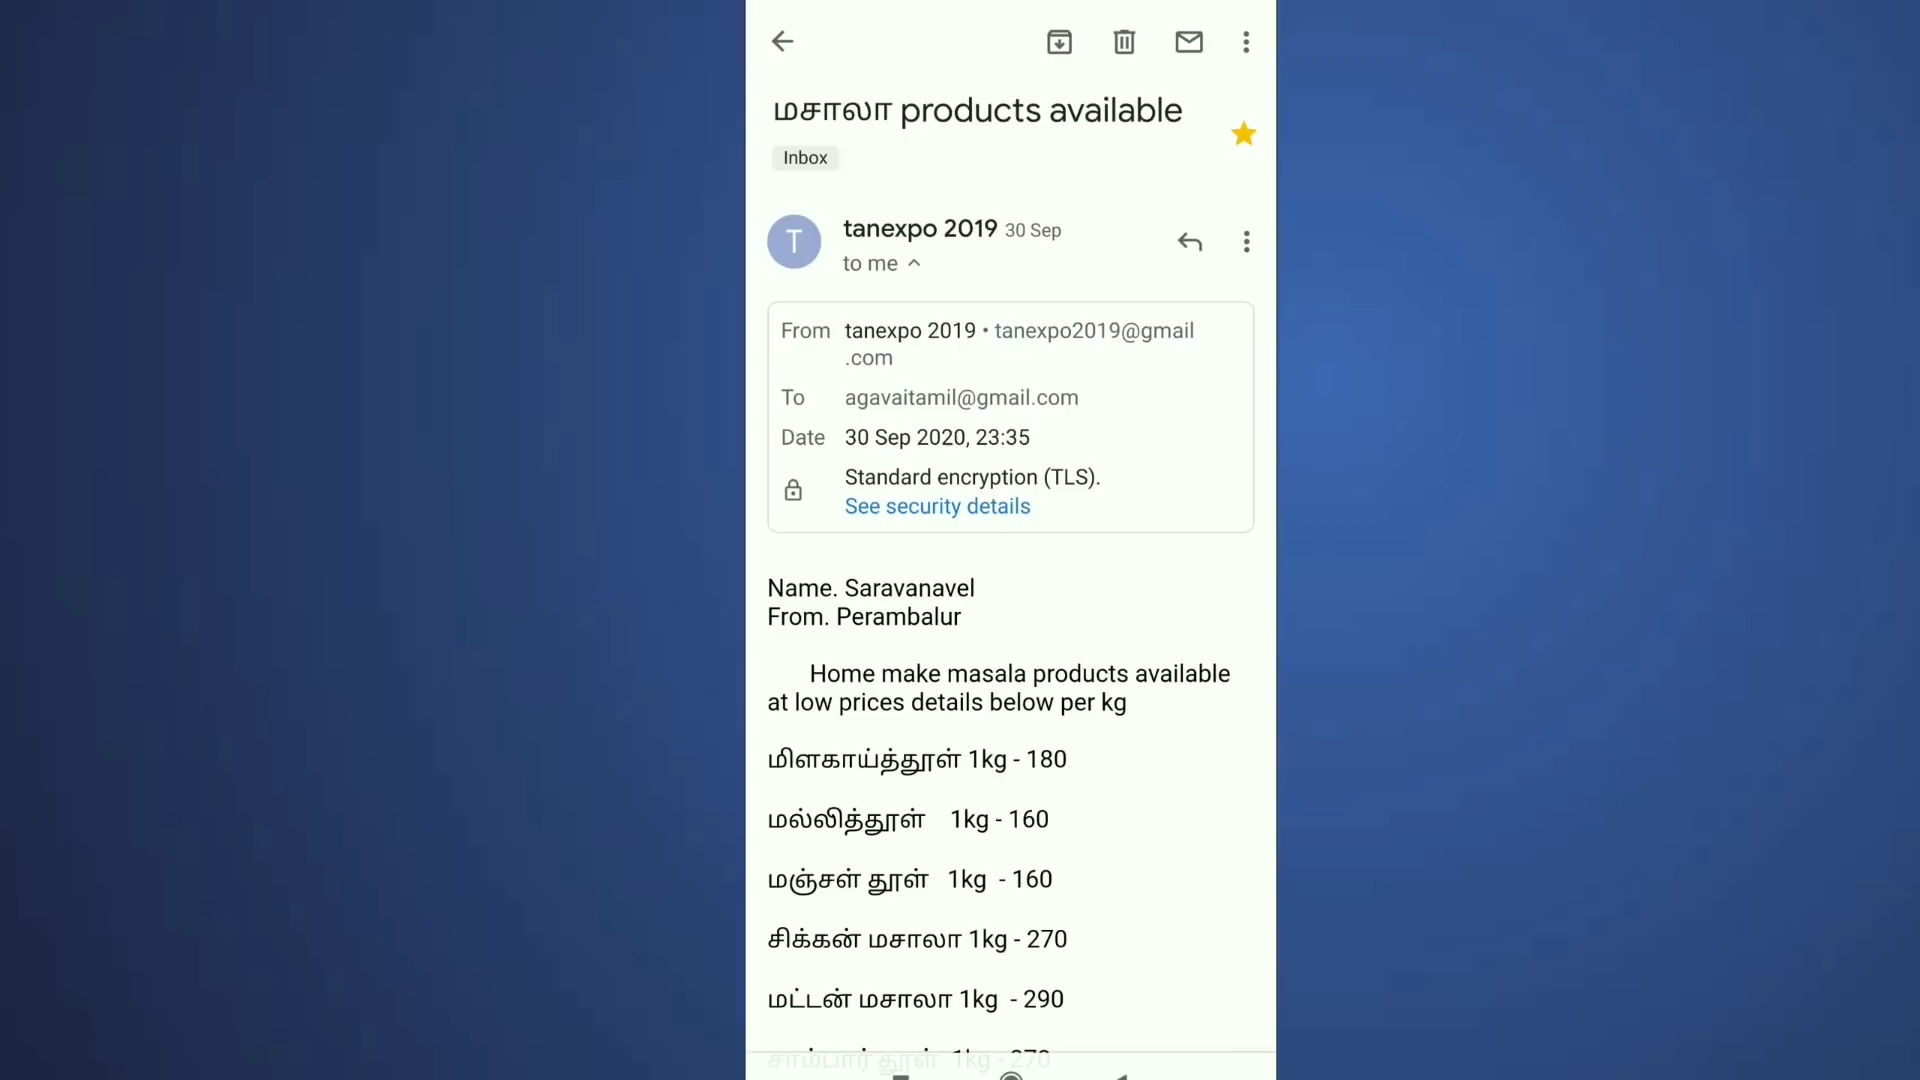 மசாலா products available
Inbox
T
tanexpo 2019 30 Sep
to me
From tanexpo 2019 • tanexpo2019@gmail
.com
To agavaitamil@gmail.com
Date 30 Sep 2020, 23:35
Standard encryption (TLS).
See security details
Name. Saravanavel
From. Perambalur
Home make masala products available
at low prices details below per kg
மிளகாய்த்தூள் 1kg - 180
மல்லித்தூள் 1kg - 160
மஞ்சள் தூள் 1kg - 160
சிக்கன் மசாலா 1kg - 270
மட்டன் மசாலா 1kg - 290
சாம்பார் தூள் 1kg - 270